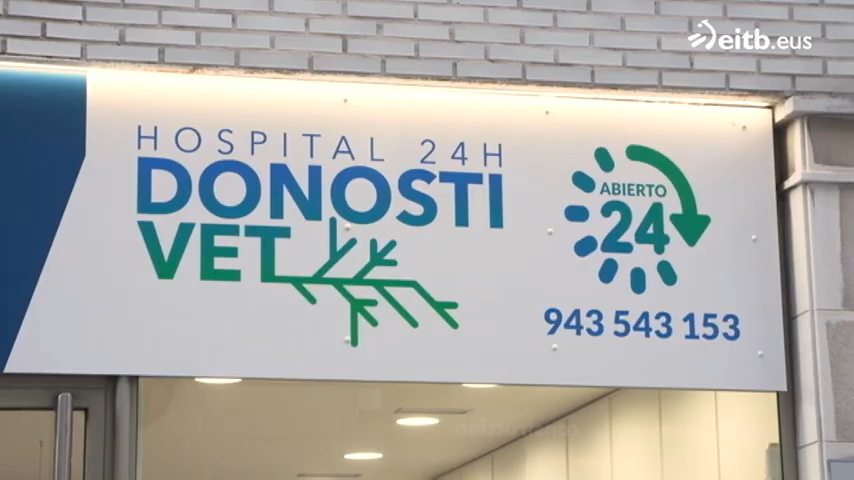 eitb.eus
HOSPITAL 24H
DONOSTI
VET
ABIERTO
24
943 543 153